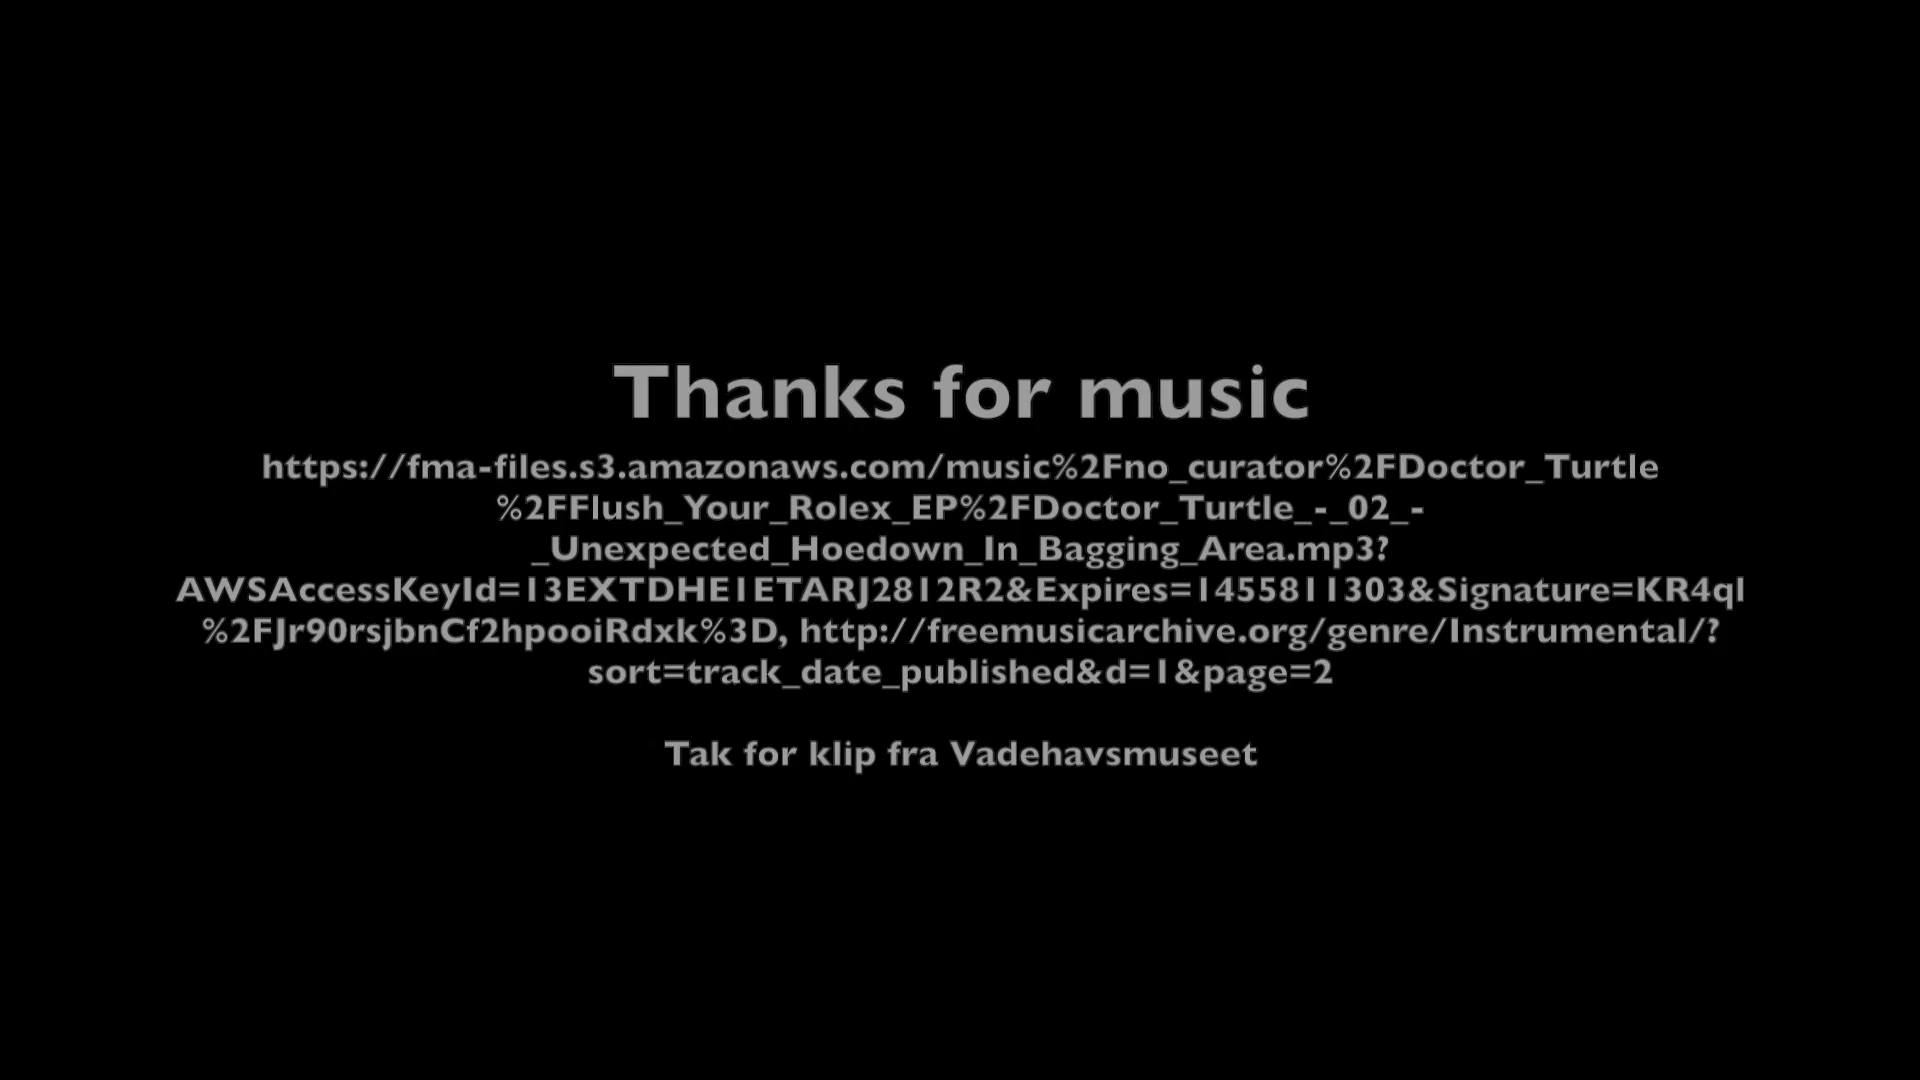 Thanks for music
https://fma-files.s3.amazonaws.com/music%2Fno_curator%2FDoctor_Turtle
%2FFlush_Your_Rolex_EP%2FDoctor_Turtle_-_02_-
_Unexpected_Hoedown_In_Bagging_Area.mp3?
AWSAccessKeyId=13EXTDHE1ETARJ2812R2&Expires=1455811303&Signature=KR4ql
%2FJr90rsjbnCf2hpooiRdxk%3D, http://freemusicarchive.org/genre/Instrumental/?
sort=track_date_published&d=1&page=2
Tak for klip fra Vadehavsmuseet